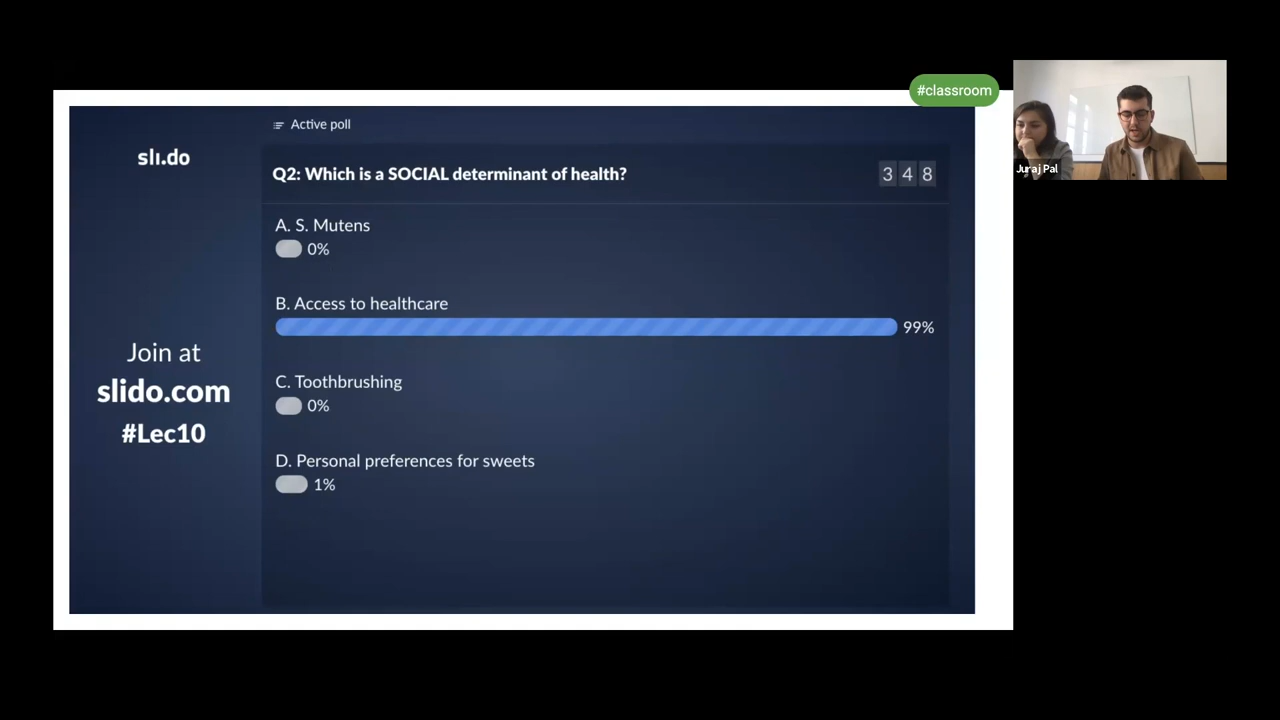 #classroom
Juraj Pal
Active poll
sli.do
Q2: Which is a SOCIAL determinant of health?
3 4 8
A. S. Mutens
0%
B. Access to healthcare
99%
C. Toothbrushing
0%
D. Personal preferences for sweets
1%
Join at
slido.com
#Lec10